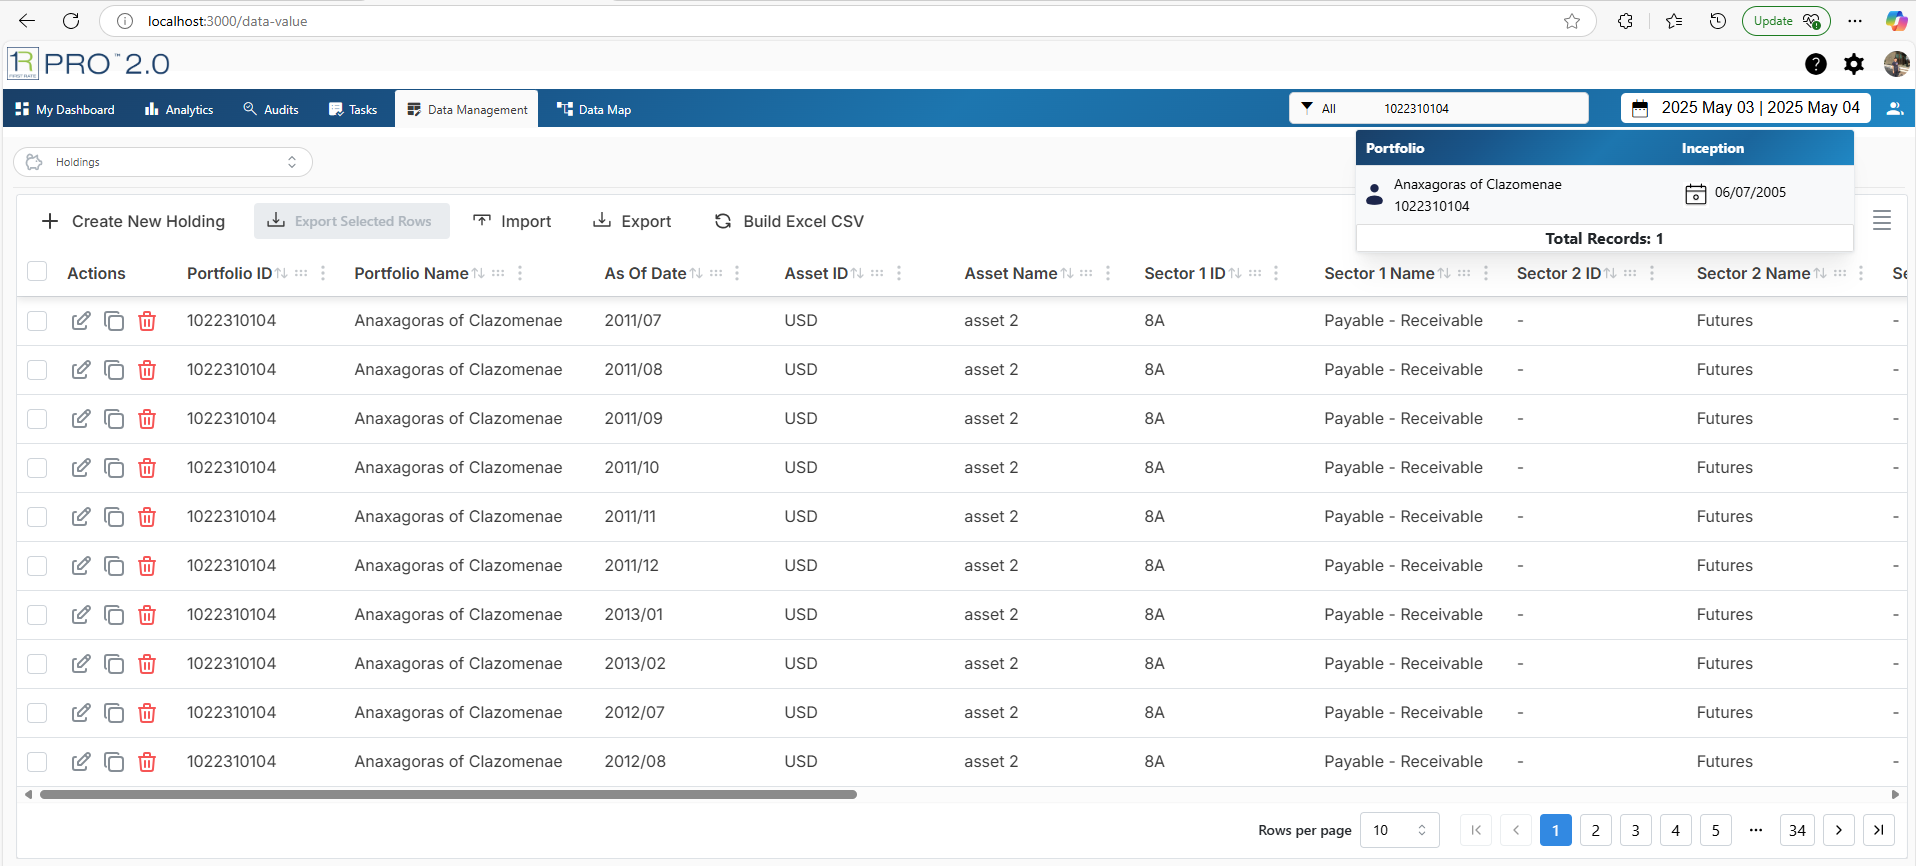 localhost:3000/data-value
Update
1R PRO™ 2.0
FIRST RATE
My Dashboard Analytics Audits Tasks Data Management Data Map All 1022310104 2025 May 03 | 2025 May 04
Portfolio Inception
Holdings
Anaxagoras of Clazomenae
1022310104 06/07/2005
Total Records: 1
Create New Holding Export Selected Rows Import Export Build Excel CSV
Actions Portfolio ID Portfolio Name As Of Date Asset ID Asset Name Sector 1 ID Sector 1 Name Sector 2 ID Sector 2 Name Se
1022310104 Anaxagoras of Clazomenae 2011/07 USD asset 2 8A Payable - Receivable - Futures -
1022310104 Anaxagoras of Clazomenae 2011/08 USD asset 2 8A Payable - Receivable - Futures -
1022310104 Anaxagoras of Clazomenae 2011/09 USD asset 2 8A Payable - Receivable - Futures -
1022310104 Anaxagoras of Clazomenae 2011/10 USD asset 2 8A Payable - Receivable - Futures -
1022310104 Anaxagoras of Clazomenae 2011/11 USD asset 2 8A Payable - Receivable - Futures -
1022310104 Anaxagoras of Clazomenae 2011/12 USD asset 2 8A Payable - Receivable - Futures -
1022310104 Anaxagoras of Clazomenae 2013/01 USD asset 2 8A Payable - Receivable - Futures -
1022310104 Anaxagoras of Clazomenae 2013/02 USD asset 2 8A Payable - Receivable - Futures -
1022310104 Anaxagoras of Clazomenae 2012/07 USD asset 2 8A Payable - Receivable - Futures -
1022310104 Anaxagoras of Clazomenae 2012/08 USD asset 2 8A Payable - Receivable - Futures -
Rows per page 10 1 2 3 4 5 ••• 34